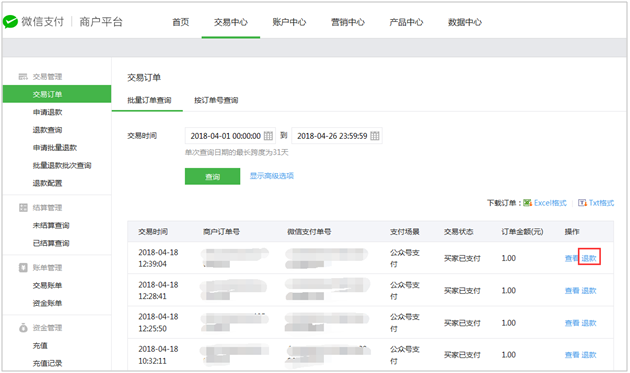 微信支付 | 商户平台
首页 交易中心 账户中心 营销中心 产品中心 数据中心
交易管理
交易订单
申请退款
退款查询
申请批量退款
批量退款批次查询
退款配置
结算管理
未结算查询
已结算查询
账单管理
交易账单
资金账单
资金管理
充值
充值记录
交易订单
批量订单查询 按订单号查询
交易时间 2018-04-01 00:00:00 到 2018-04-26 23:59:59
单次查询日期的最长跨度为31天
查询 显示高级选项
下载订单： Excel格式 Txt格式
交易时间 商户订单号 微信支付单号 支付场景 交易状态 订单金额(元) 操作
2018-04-18 12:39:04 公众号支付 买家已支付 1.00 查看 退款
2018-04-18 12:28:41 公众号支付 买家已支付 1.00 查看 退款
2018-04-18 12:25:50 公众号支付 买家已支付 1.00 查看 退款
2018-04-18 10:32:11 公众号支付 买家已支付 1.00 查看 退款